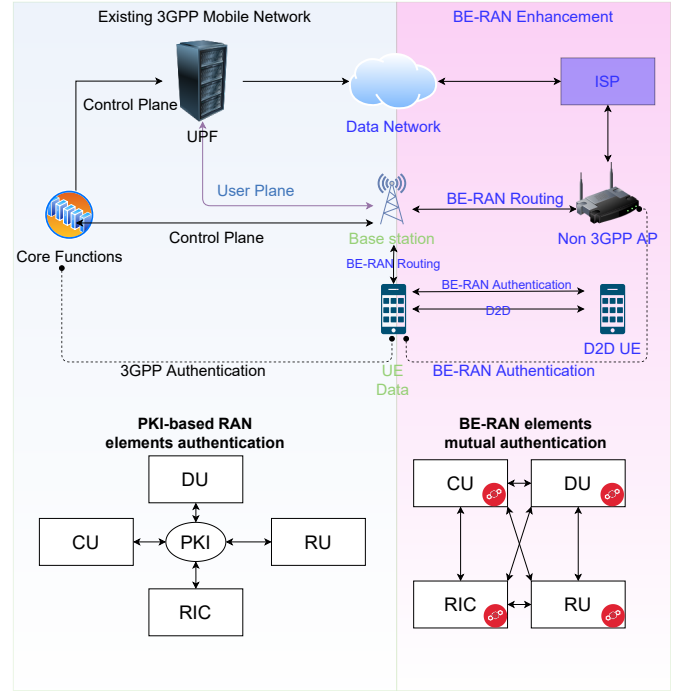 Existing 3GPP Mobile Network
BE-RAN Enhancement
ISP
Control Plane
UPF
Data Network
User Plane
BE-RAN Routing
Control Plane
Base station
Non 3GPP AP
Core Functions
BE-RAN Routing
BE-RAN Authentication
D2D
D2D UE
3GPP Authentication
UE
Data
BE-RAN Authentication
PKI-based RAN
elements authentication
BE-RAN elements
mutual authentication
DU
CU
PKI
RU
RIC
CU
DU
RIC
RU